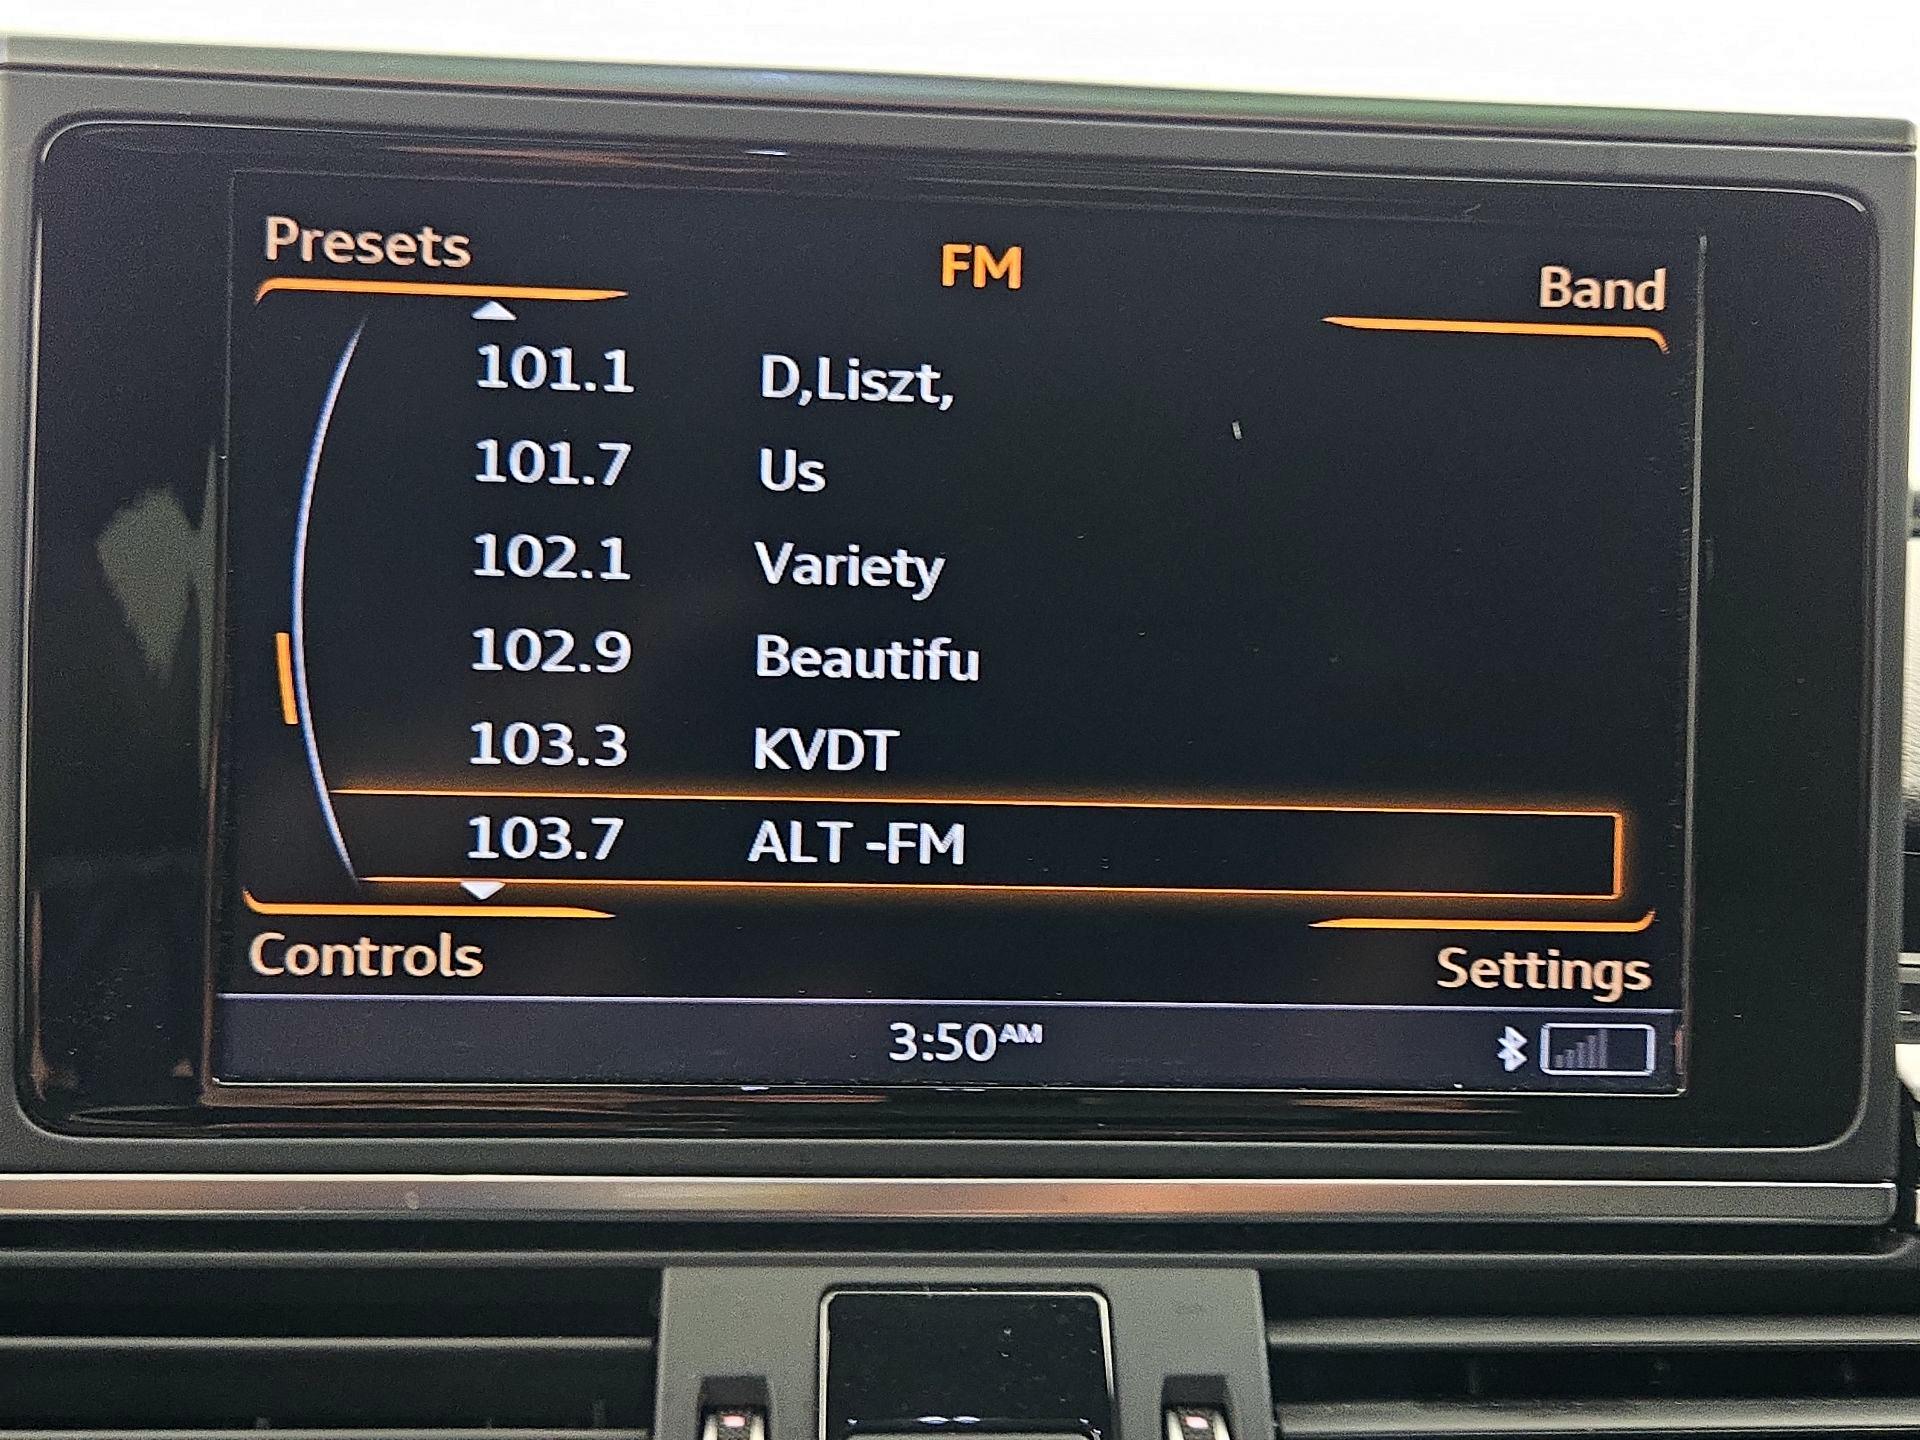 Presets
FM
Band
101.1 D,Liszt,
101.7 Us
102.1 Variety
102.9 Beautifu
103.3 KVDT
103.7 ALT -FM
Controls
Settings
3:50AM